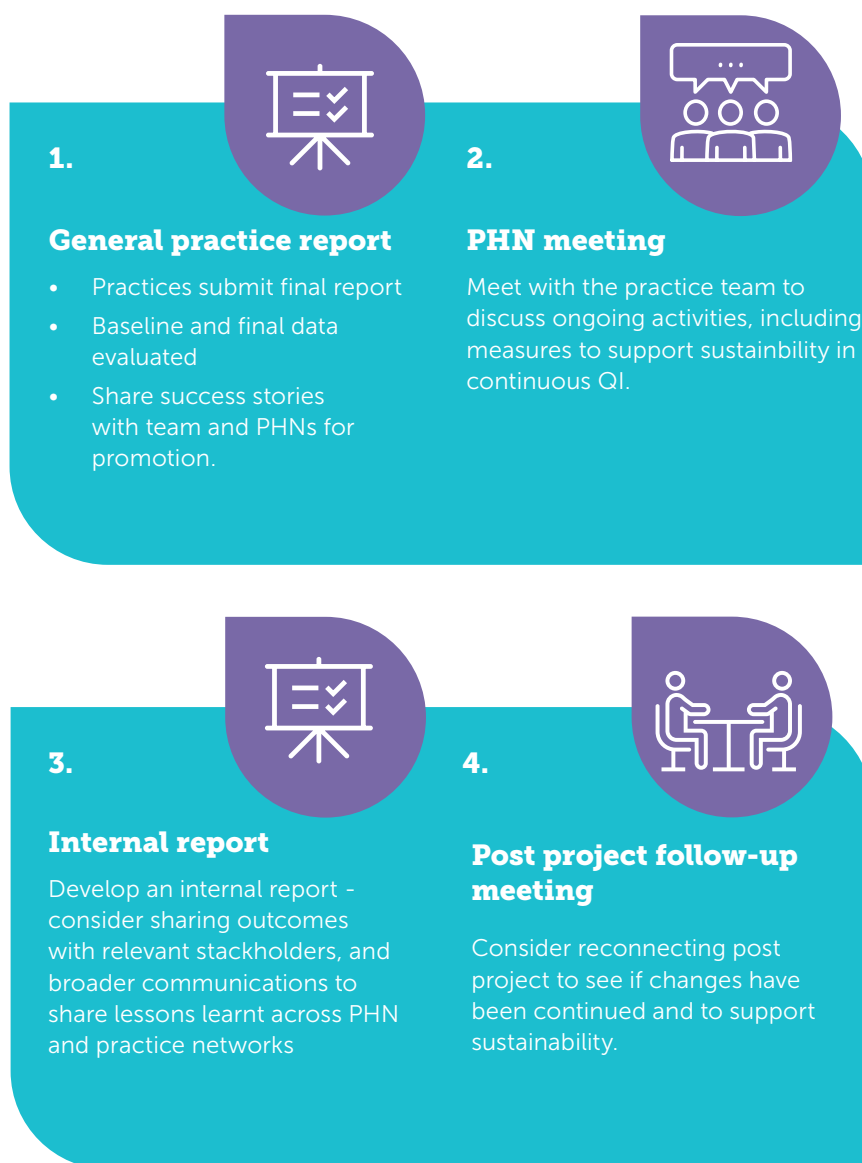 1.
General practice report
• Practices submit final report
• Baseline and final data
evaluated
• Share success stories
with team and PHNs for
promotion.
2.
PHN meeting
Meet with the practice team to
discuss ongoing activities, including
measures to support sustainbility in
continuous QI.
3.
Internal report
Develop an internal report -
consider sharing outcomes
with relevant stackholders, and
broader communications to
share lessons learnt across PHN
and practice networks
4.
Post project follow-up
meeting
Consider reconnecting post
project to see if changes have
been continued and to support
sustainability.